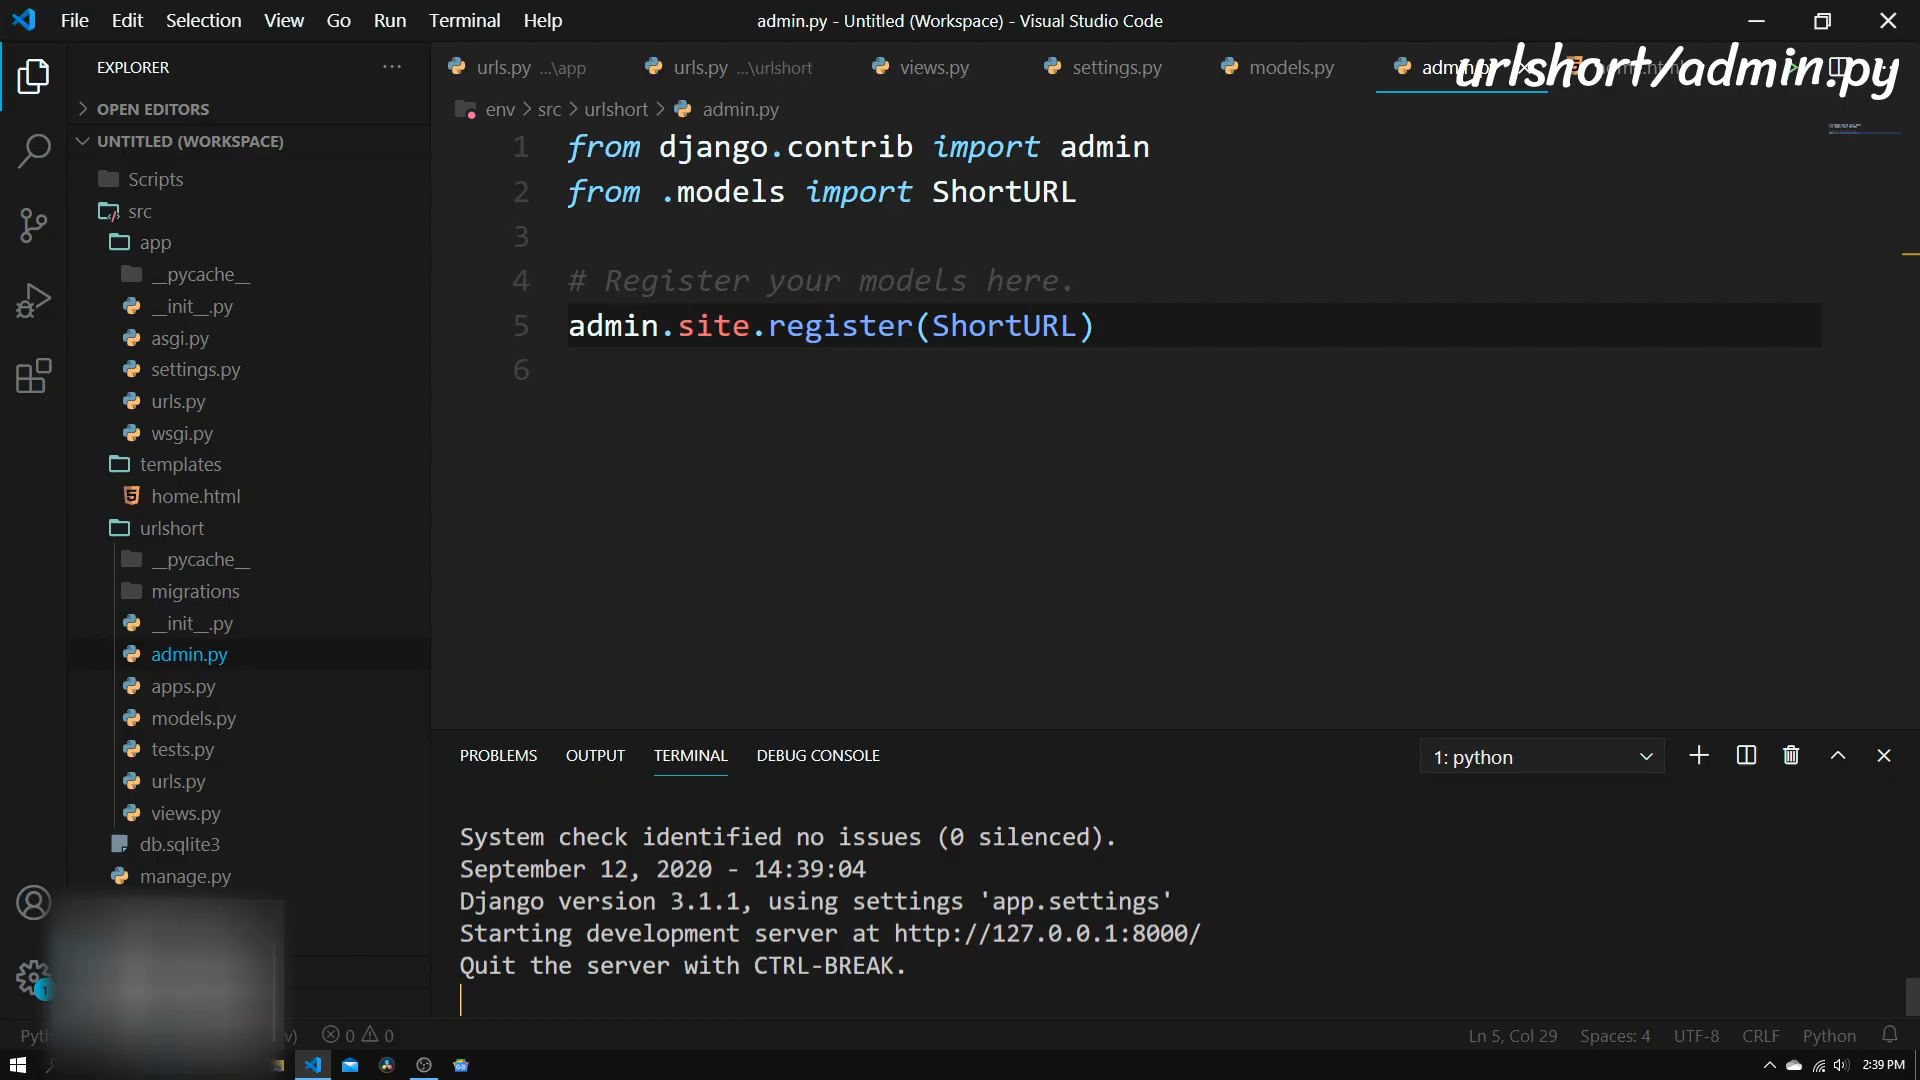 File Edit Selection View Go Run Terminal Help
admin.py - Untitled (Workspace) - Visual Studio Code
EXPLORER
OPEN EDITORS
UNTITLED (WORKSPACE)
Scripts
src
app
__pycache__
__init__.py
asgi.py
settings.py
urls.py
wsgi.py
templates
home.html
urlshort
__pycache__
migrations
__init__.py
admin.py
apps.py
models.py
tests.py
urls.py
views.py
db.sqlite3
manage.py
urls.py ...\app
urls.py ...\urlshort
views.py
settings.py
models.py
urlshort/admin.py
env > src > urlshort > admin.py
1 from django.contrib import admin
2 from .models import ShortURL
3
4 # Register your models here.
5 admin.site.register(ShortURL)
6
PROBLEMS OUTPUT TERMINAL DEBUG CONSOLE
1: python
System check identified no issues (0 silenced).
September 12, 2020 - 14:39:04
Django version 3.1.1, using settings 'app.settings'
Starting development server at http://127.0.0.1:8000/
Quit the server with CTRL-BREAK.
1
0 0
Ln 5, Col 29 Spaces: 4 UTF-8 CRLF Python
2:39 PM